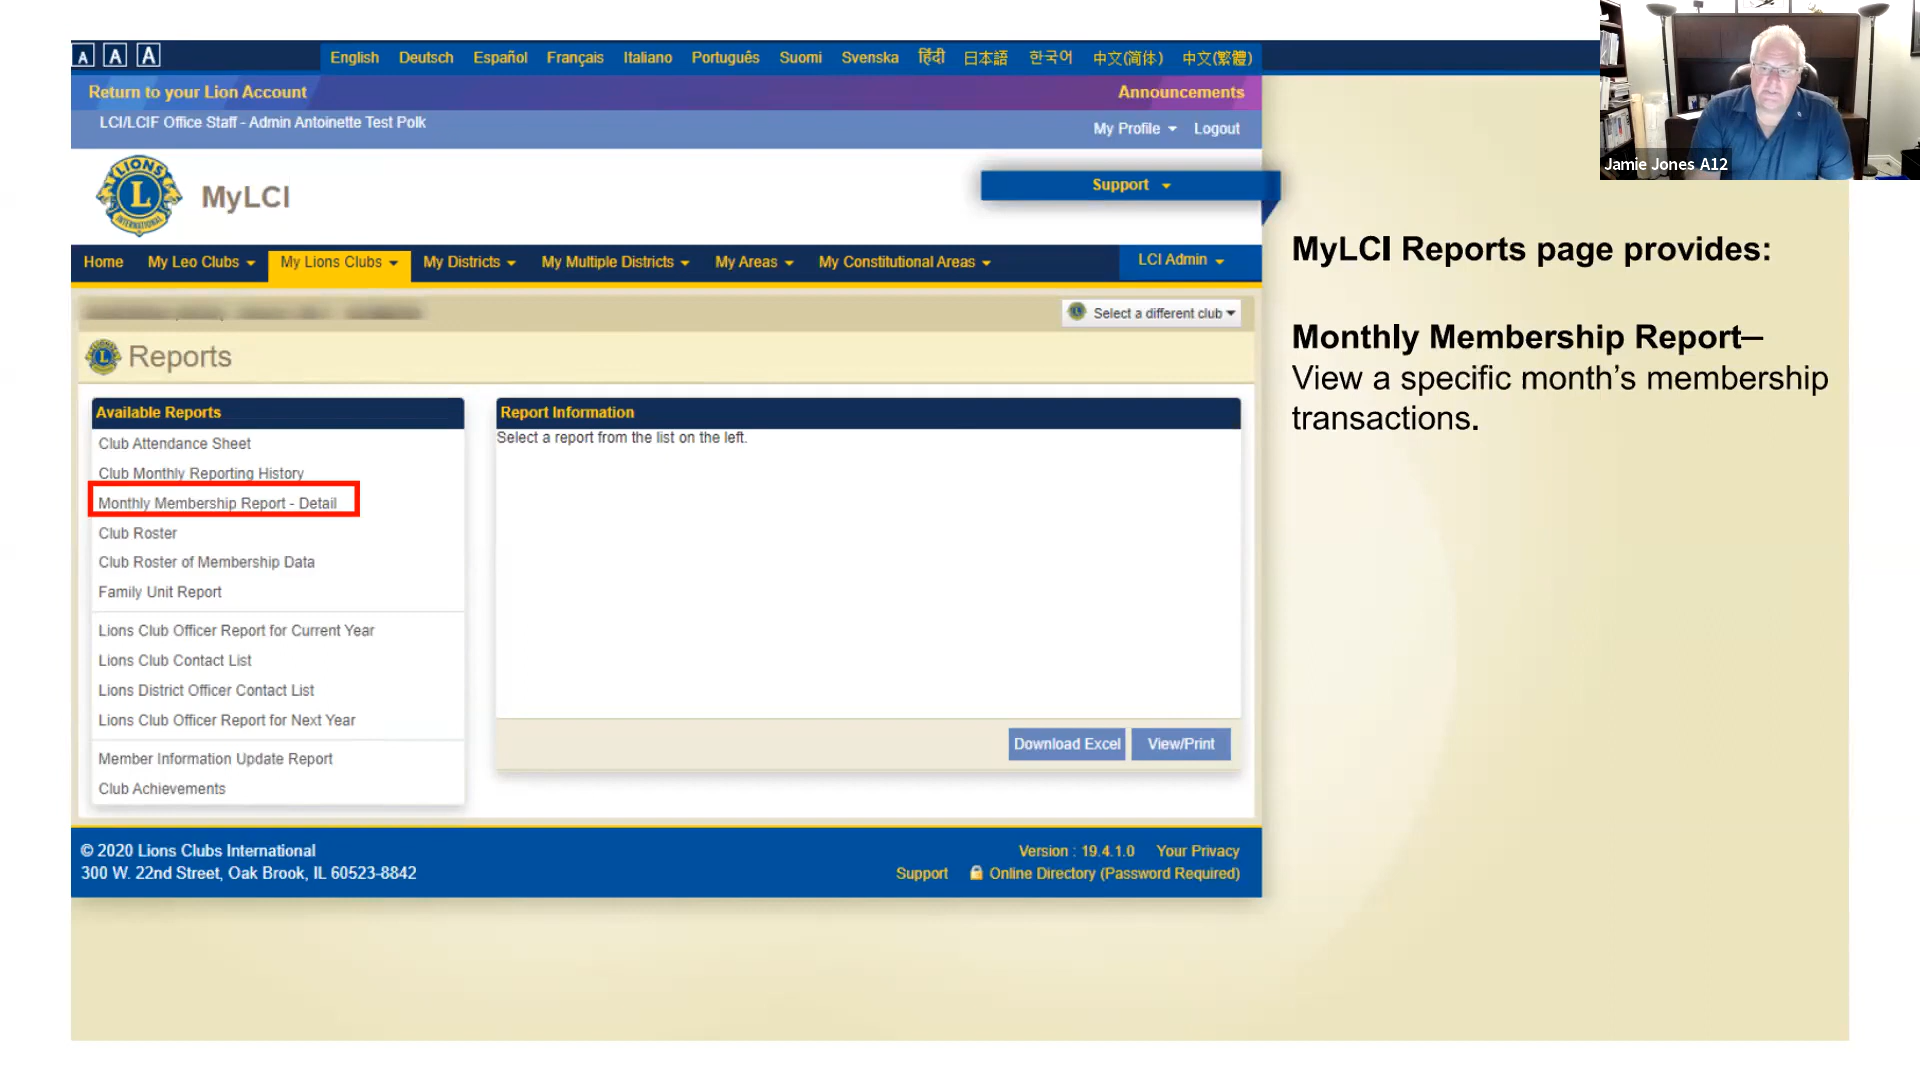 A A A
English Deutsch Español Français Italiano Português Suomi Svenska हिंदी 日本語 한국어 中文(简体) 中文(繁體)
Return to your Lion Account
Announcements
LCI/LCIF Office Staff - Admin Antoinette Test Polk
My Profile
Logout
Jamie Jones A12
LIONS
L
INTERNATIONAL
MyLCI
Support
Home My Leo Clubs My Lions Clubs My Districts My Multiple Districts My Areas My Constitutional Areas LCI Admin
Select a different club
Reports
Available Reports
Club Attendance Sheet
Club Monthly Reporting History
Monthly Membership Report - Detail
Club Roster
Club Roster of Membership Data
Family Unit Report
Lions Club Officer Report for Current Year
Lions Club Contact List
Lions District Officer Contact List
Lions Club Officer Report for Next Year
Member Information Update Report
Club Achievements
Report Information
Select a report from the list on the left.
Download Excel
View/Print
© 2020 Lions Clubs International
300 W. 22nd Street, Oak Brook, IL 60523-8842
Version : 19.4.1.0 Your Privacy
Support Online Directory (Password Required)
MyLCI Reports page provides:
Monthly Membership Report—
View a specific month’s membership
transactions.